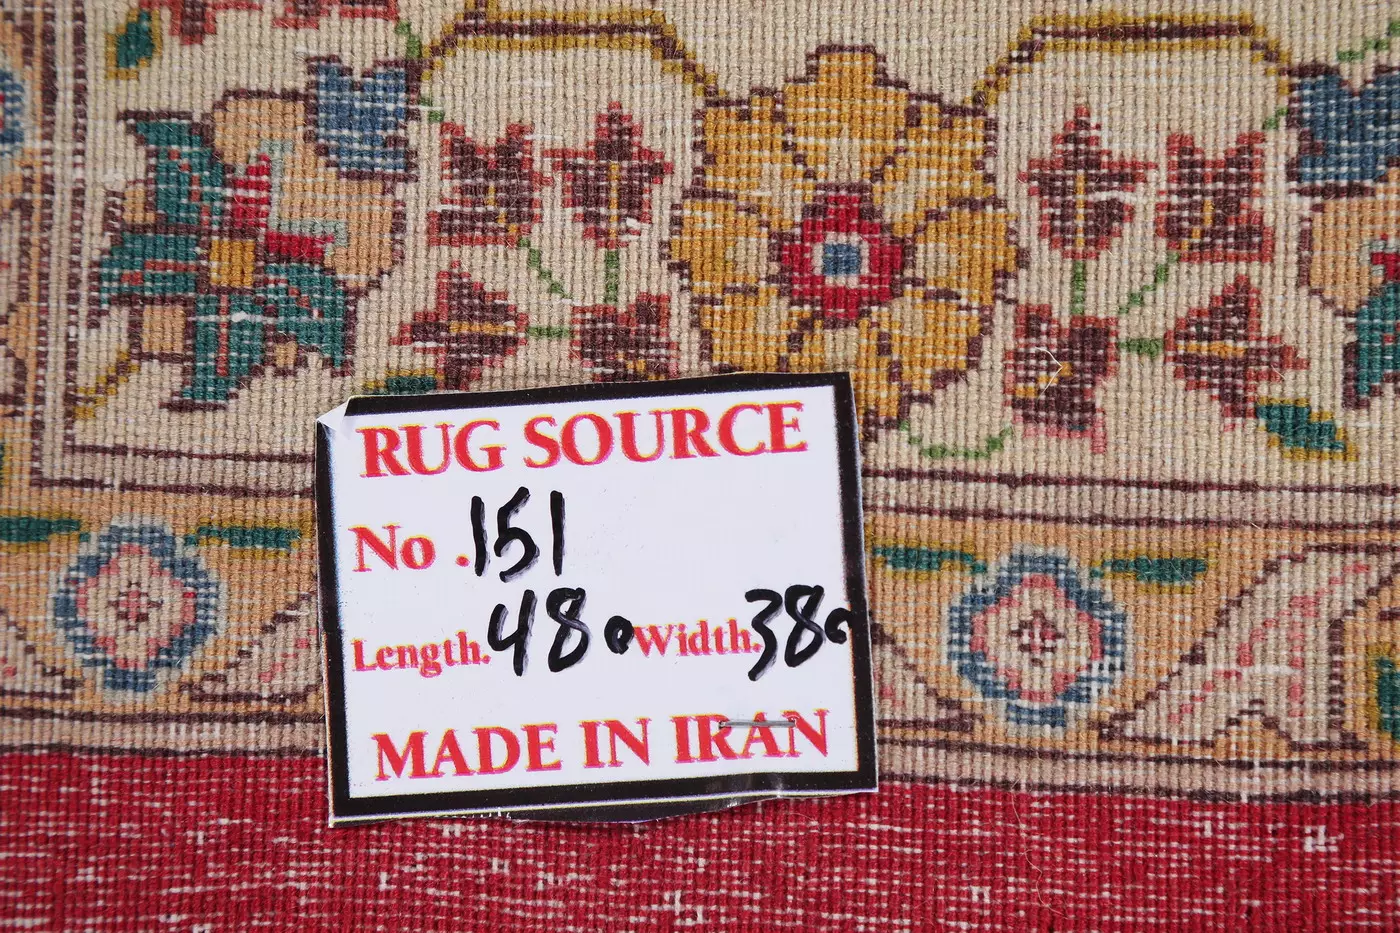 RUG SOURCE
No .151
Length.480 Width.380
MADE IN IRAN